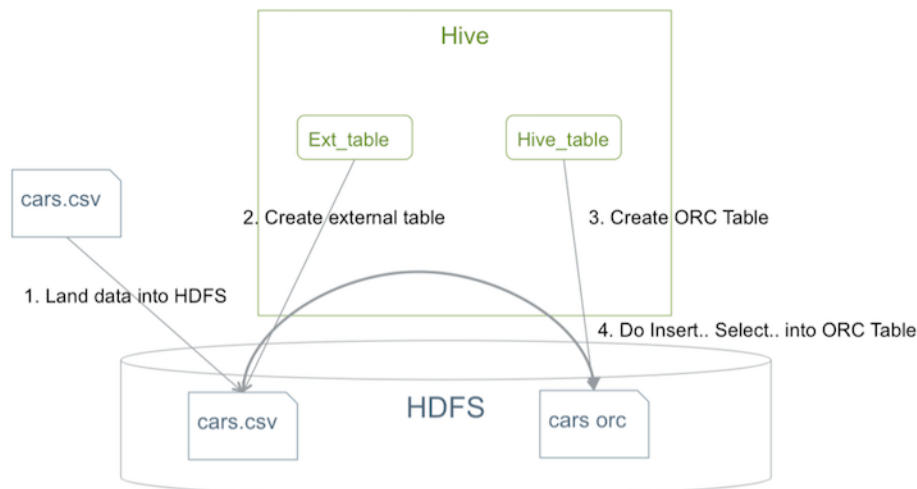 Hive
Ext_table
Hive_table
cars.csv
2. Create external table
3. Create ORC Table
1. Land data into HDFS
4. Do Insert.. Select.. into ORC Table
cars.csv
HDFS
cars orc